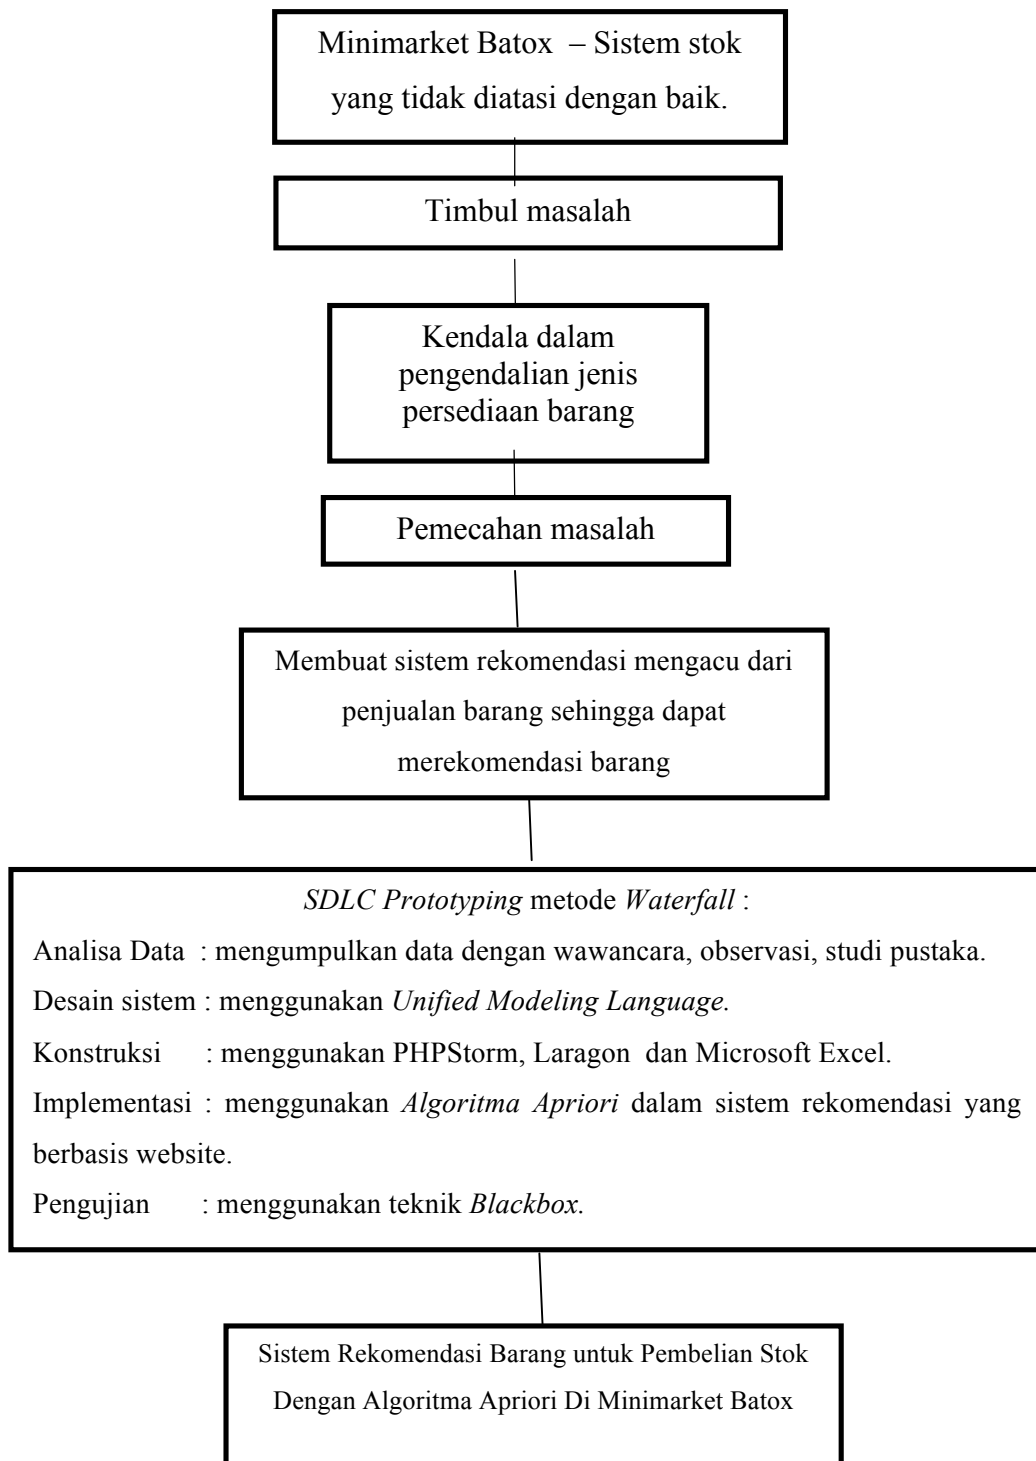 Minimarket Batox – Sistem stok
yang tidak diatasi dengan baik.
Timbul masalah
Kendala dalam
pengendalian jenis
persediaan barang
Pemecahan masalah
Membuat sistem rekomendasi mengacu dari
penjualan barang sehingga dapat
merekomendasi barang
SDLC Prototyping metode Waterfall :
Analisa Data : mengumpulkan data dengan wawancara, observasi, studi pustaka.
Desain sistem : menggunakan Unified Modeling Language.
Konstruksi : menggunakan PHPStorm, Laragon dan Microsoft Excel.
Implementasi : menggunakan Algoritma Apriori dalam sistem rekomendasi yang
berbasis website.
Pengujian : menggunakan teknik Blackbox.
Sistem Rekomendasi Barang untuk Pembelian Stok
Dengan Algoritma Apriori Di Minimarket Batox